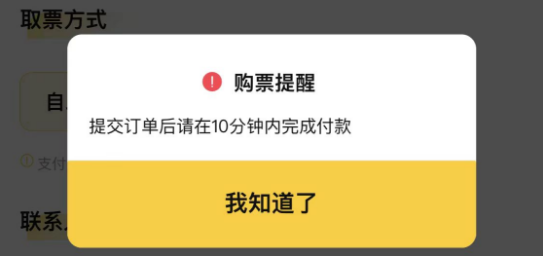 取票方式
购票提醒
自
提交订单后请在10分钟内完成付款
支付
我知道了
联系